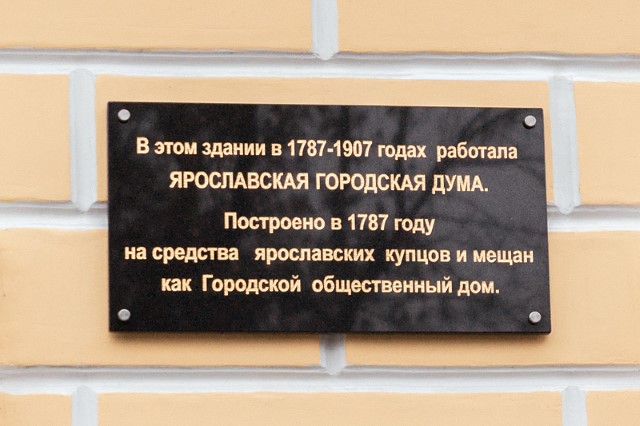 В этом здании в 1787-1907 годах работала
ЯРОСЛАВСКАЯ ГОРОДСКАЯ ДУМА.
Построено в 1787 году
на средства ярославских купцов и мещан
как Городской общественный дом.